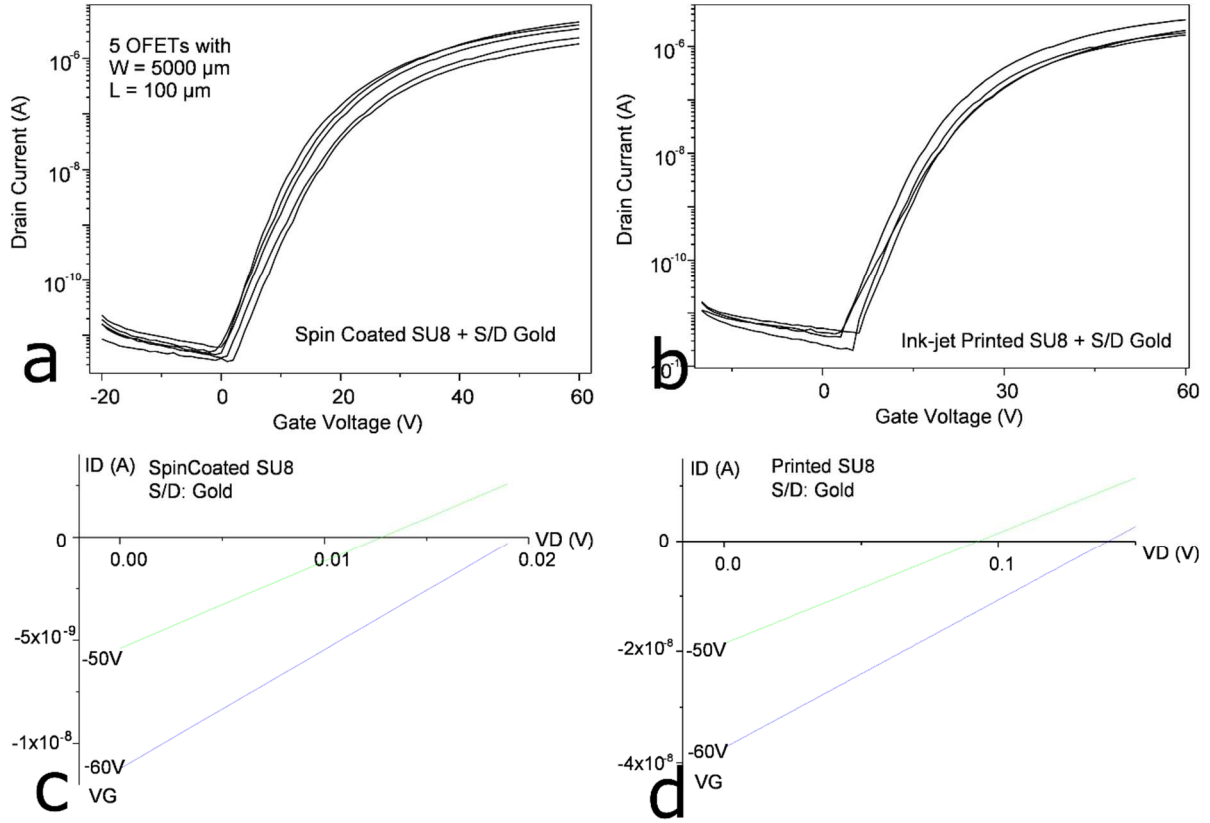 5 OFETs with
W = 5000 µm
L = 100 µm
Drain Current (A)
10⁻⁶
10⁻⁸
10⁻¹⁰
Spin Coated SU8 + S/D Gold
a
-20 0 20 40 60
Gate Voltage (V)
Drain Currant (A)
10⁻⁶
10⁻⁸
10⁻¹⁰
Ink-jet Printed SU8 + S/D Gold
b
0 30 60
Gate Voltage (V)
ID (A) SpinCoated SU8
S/D: Gold
0
VD (V)
0.00 0.01 0.02
-5x10⁻⁹
-50V
-1x10⁻⁸
-60V
VG
c
ID (A) Printed SU8
S/D: Gold
0
VD (V)
0.0 0.1
-2x10⁻⁸
-50V
-60V
-4x10⁻⁸
VG
d